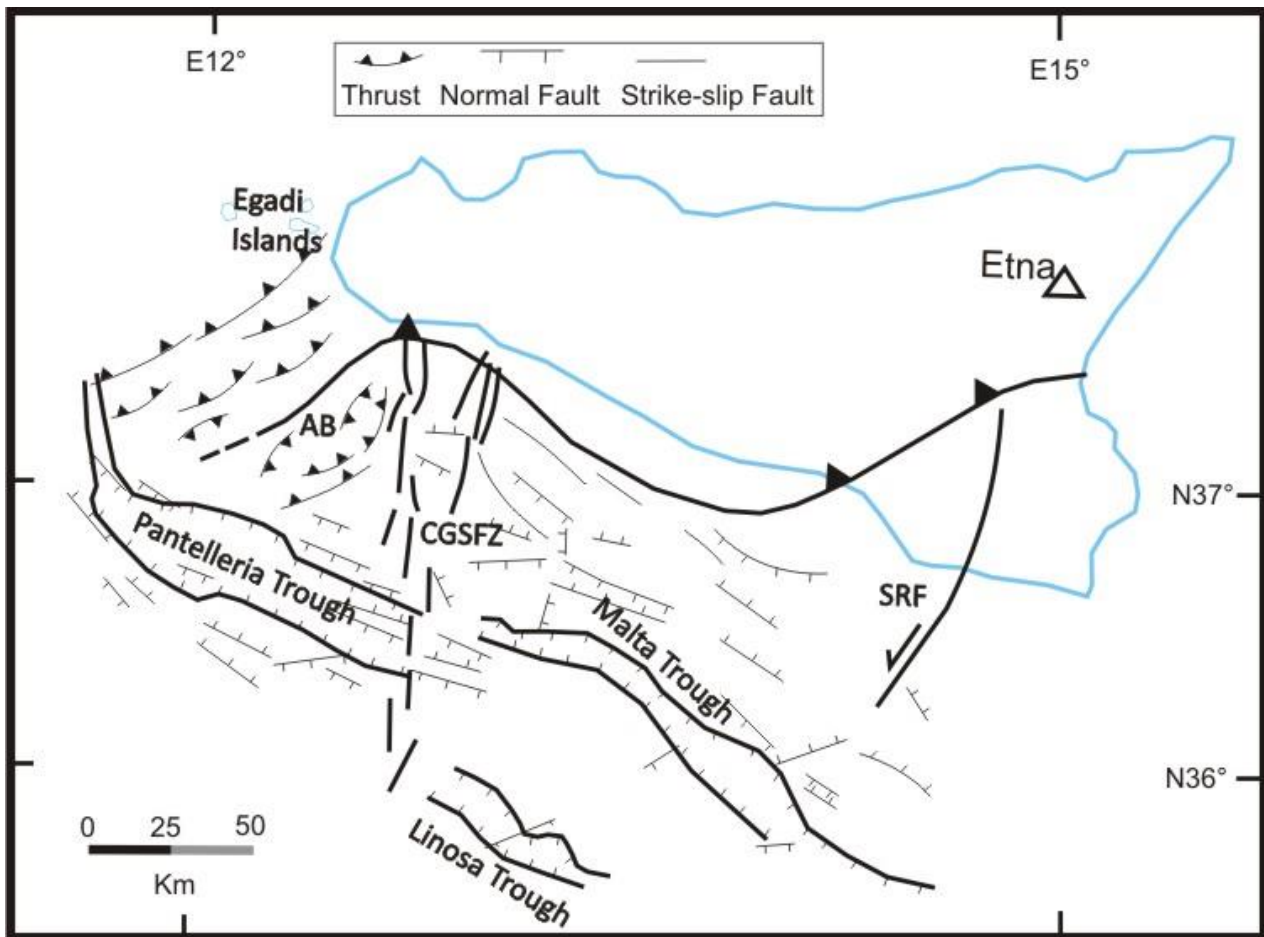 E12°
E15°
Thrust Normal Fault Strike-slip Fault
Egadi
Islands
Etna
AB
N37°
CGSFZ
Pantelleria Trough
SRF
Malta Trough
N36°
0 25 50
Km
Linosa Trough